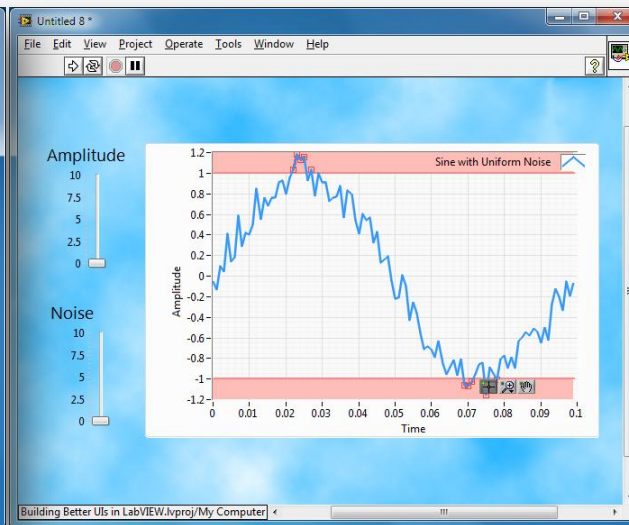 Untitled 8 *
File Edit View Project Operate Tools Window Help
?
Amplitude
10
7.5
5
2.5
0
Noise
10
7.5
5
2.5
0
Sine with Uniform Noise
Amplitude
1.2
1
0.8
0.6
0.4
0.2
0
-0.2
-0.4
-0.6
-0.8
-1
-1.2
0 0.01 0.02 0.03 0.04 0.05 0.06 0.07 0.08 0.09 0.1
Time
Building Better UIs in LabVIEW.lvproj/My Computer